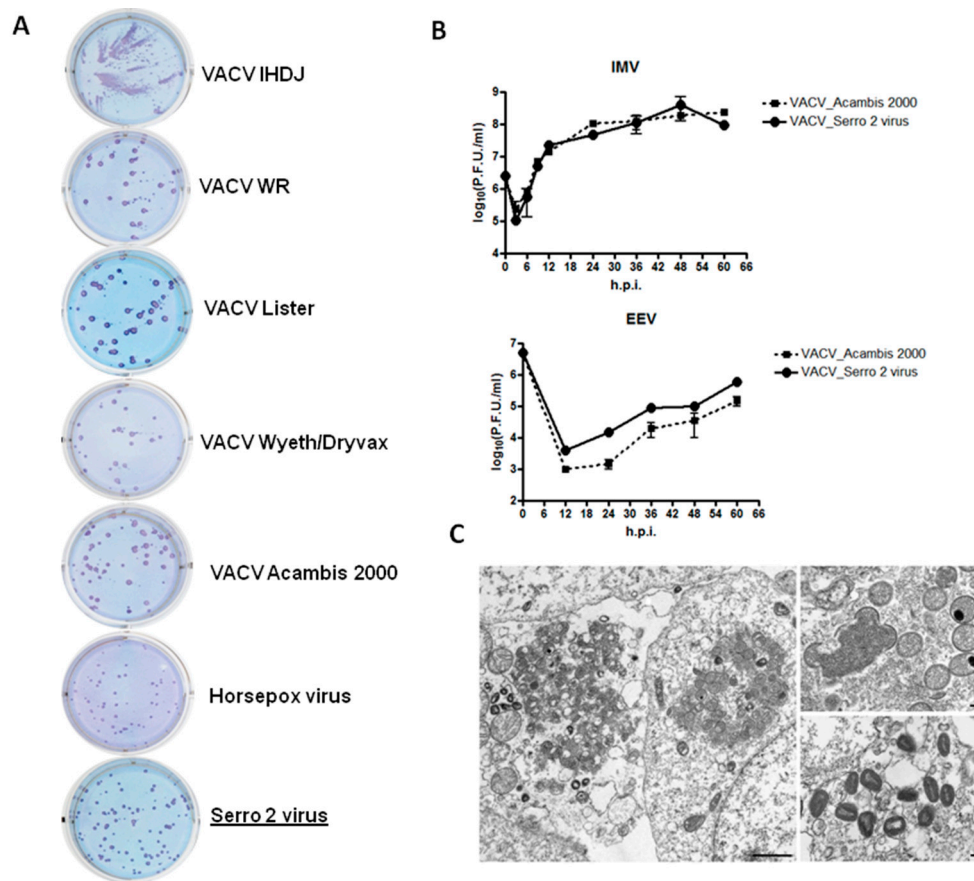 A
VACV IHDJ
VACV WR
VACV Lister
VACV Wyeth/Dryvax
VACV Acambis 2000
Horsepox virus
Serro 2 virus
B
IMV
log10(P.F.U./ml)
9
8
7
6
5
4
0 6 12 18 24 30 36 42 48 54 60 66
h.p.i.
VACV_Acambis 2000
VACV_Serro 2 virus
EEV
log10(P.F.U./ml)
7
6
5
4
3
2
0 6 12 18 24 30 36 42 48 54 60 66
h.p.i.
VACV_Acambis 2000
VACV_Serro 2 virus
C